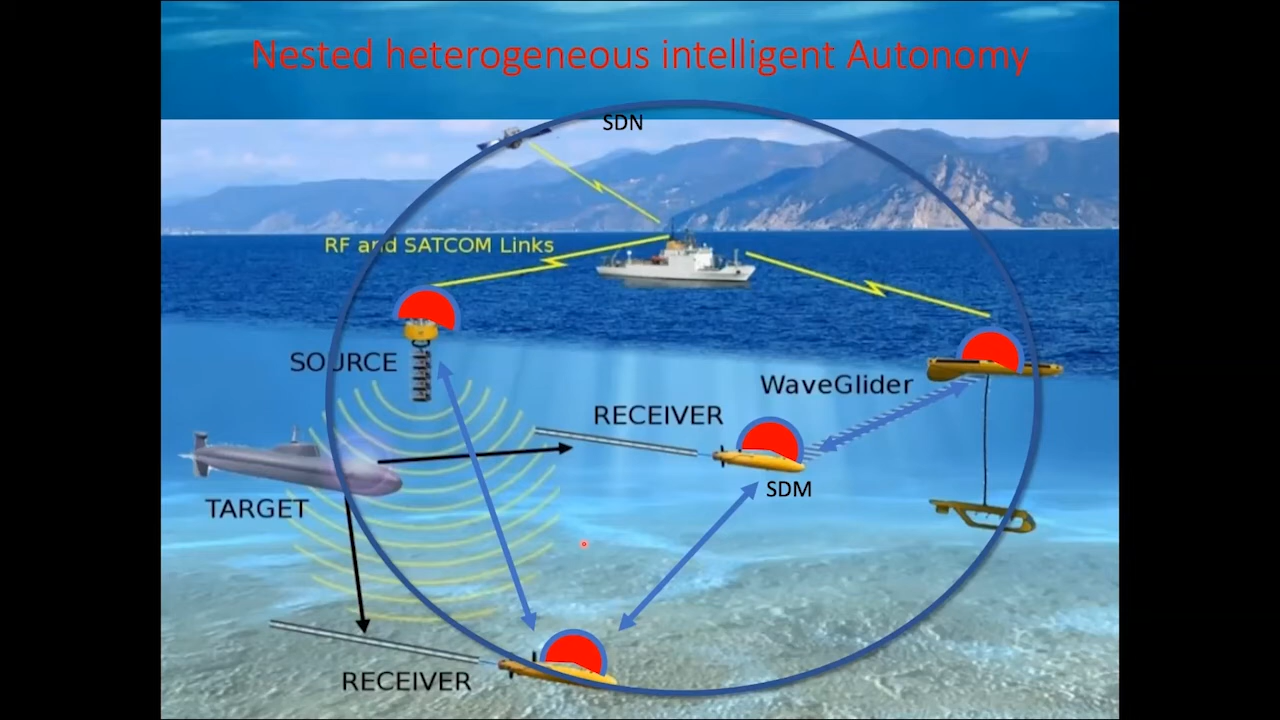 Nested heterogeneous intelligent Autonomy
SDN
RF and SATCOM Links
SOURCE
WaveGlider
RECEIVER
SDM
TARGET
RECEIVER